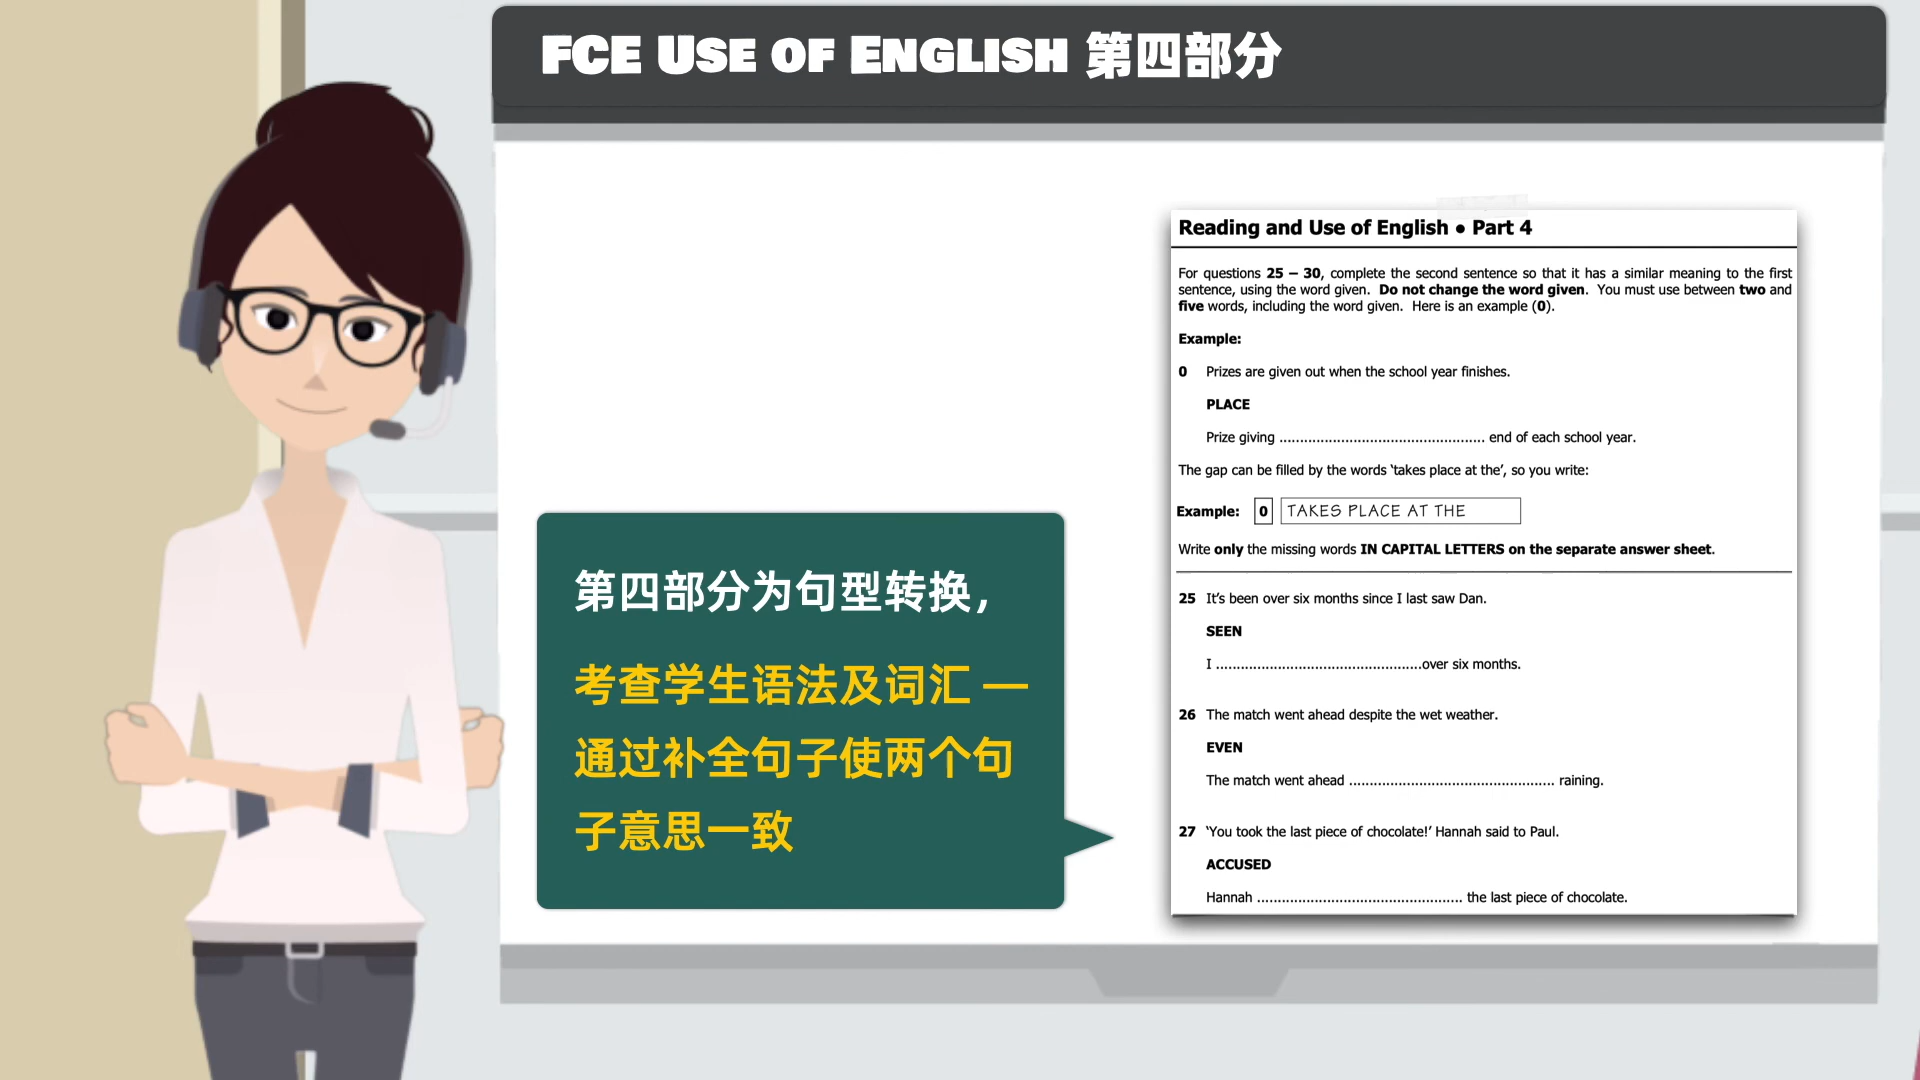 FCE USE OF ENGLISH 第四部分
第四部分为句型转换，
考查学生语法及词汇 —
通过补全句子使两个句
子意思一致
Reading and Use of English • Part 4
For questions 25 – 30, complete the second sentence so that it has a similar meaning to the first
sentence, using the word given. Do not change the word given. You must use between two and
five words, including the word given. Here is an example (0).
Example:
0 Prizes are given out when the school year finishes.
PLACE
Prize giving .................................................. end of each school year.
The gap can be filled by the words ‘takes place at the’, so you write:
Example: 0 TAKES PLACE AT THE
Write only the missing words IN CAPITAL LETTERS on the separate answer sheet.
25 It’s been over six months since I last saw Dan.
SEEN
I ..................................................over six months.
26 The match went ahead despite the wet weather.
EVEN
The match went ahead .................................................. raining.
27 ‘You took the last piece of chocolate!’ Hannah said to Paul.
ACCUSED
Hannah .................................................. the last piece of chocolate.